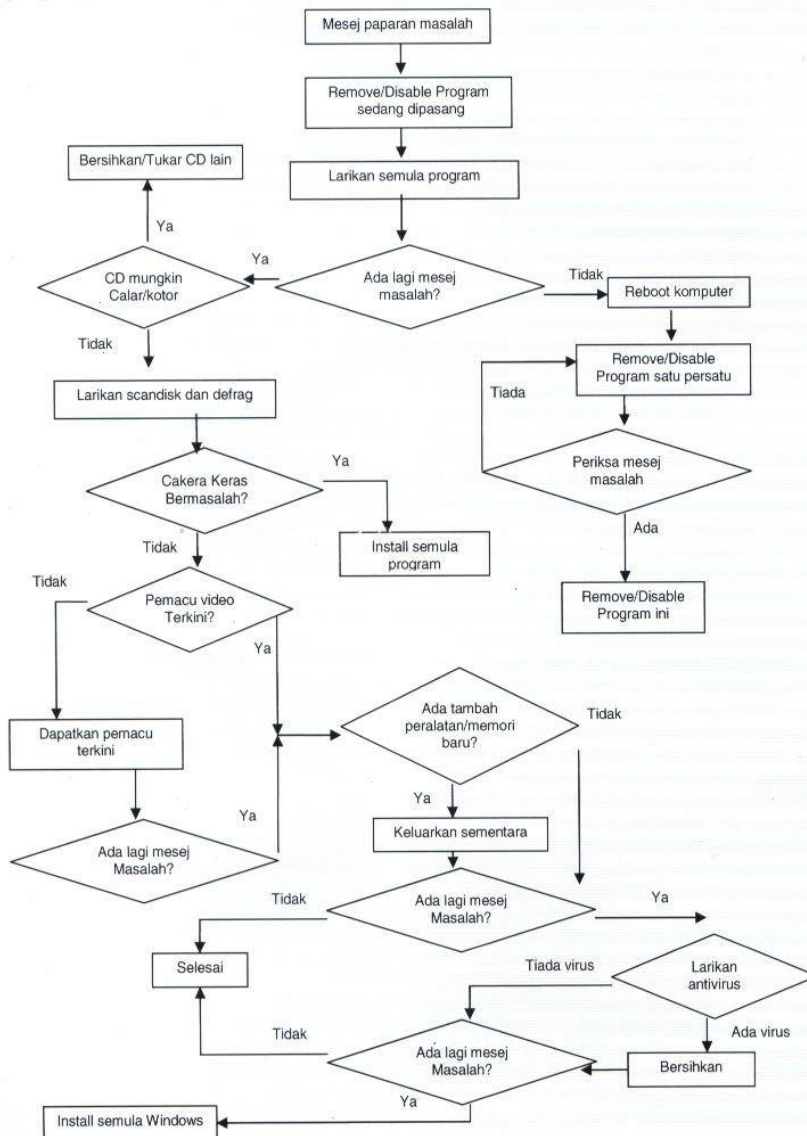 Mesej paparan masalah
Remove/Disable Program
sedang dipasang
Bersihkan/Tukar CD lain
Larikan semula program
Ya
Ya
CD mungkin
Calar/kotor
Ada lagi mesej
masalah?
Tidak
Reboot komputer
Tidak
Remove/Disable
Program satu persatu
Tiada
Larikan scandisk dan defrag
Cakera Keras
Bermasalah?
Ya
Periksa mesej
masalah
Tidak
Install semula
program
Ada
Tidak
Pemacu video
Terkini?
Remove/Disable
Program ini
Ya
Ada tambah
peralatan/memori
baru?
Tidak
Dapatkan pemacu
terkini
Ya
Ya
Keluarkan sementara
Ada lagi mesej
Masalah?
Tidak
Ada lagi mesej
Masalah?
Ya
Selesai
Tiada virus
Larikan
antivirus
Tidak
Ada lagi mesej
Masalah?
Ada virus
Bersihkan
Ya
Install semula Windows